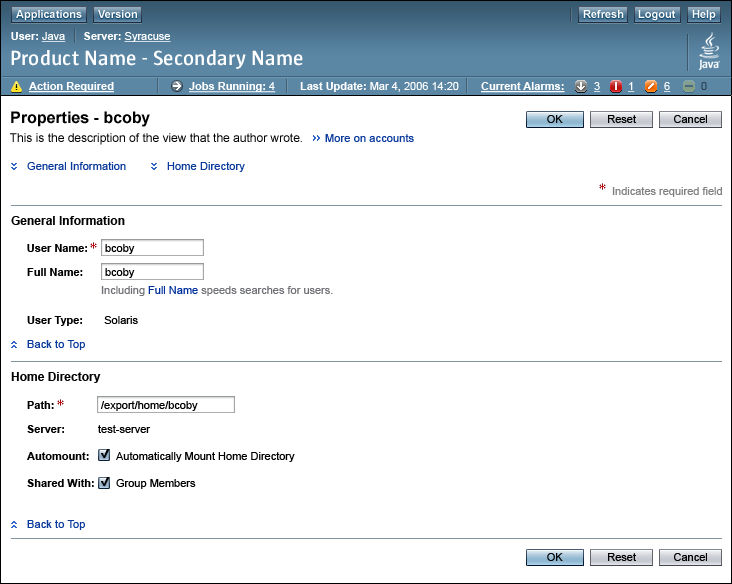 Applications Version Refresh Logout Help
User: Java Server: Syracuse
Product Name - Secondary Name
Java
Action Required Jobs Running: 4 Last Update: Mar 4, 2006 14:20 Current Alarms: 3 1 6 0
Properties - bcoby OK Reset Cancel
This is the description of the view that the author wrote. » More on accounts
General Information Home Directory
* Indicates required field
General Information
User Name: * bcoby
Full Name: bcoby
Including Full Name speeds searches for users.
User Type: Solaris
Back to Top
Home Directory
Path: * /export/home/bcoby
Server: test-server
Automount: Automatically Mount Home Directory
Shared With: Group Members
Back to Top
OK Reset Cancel